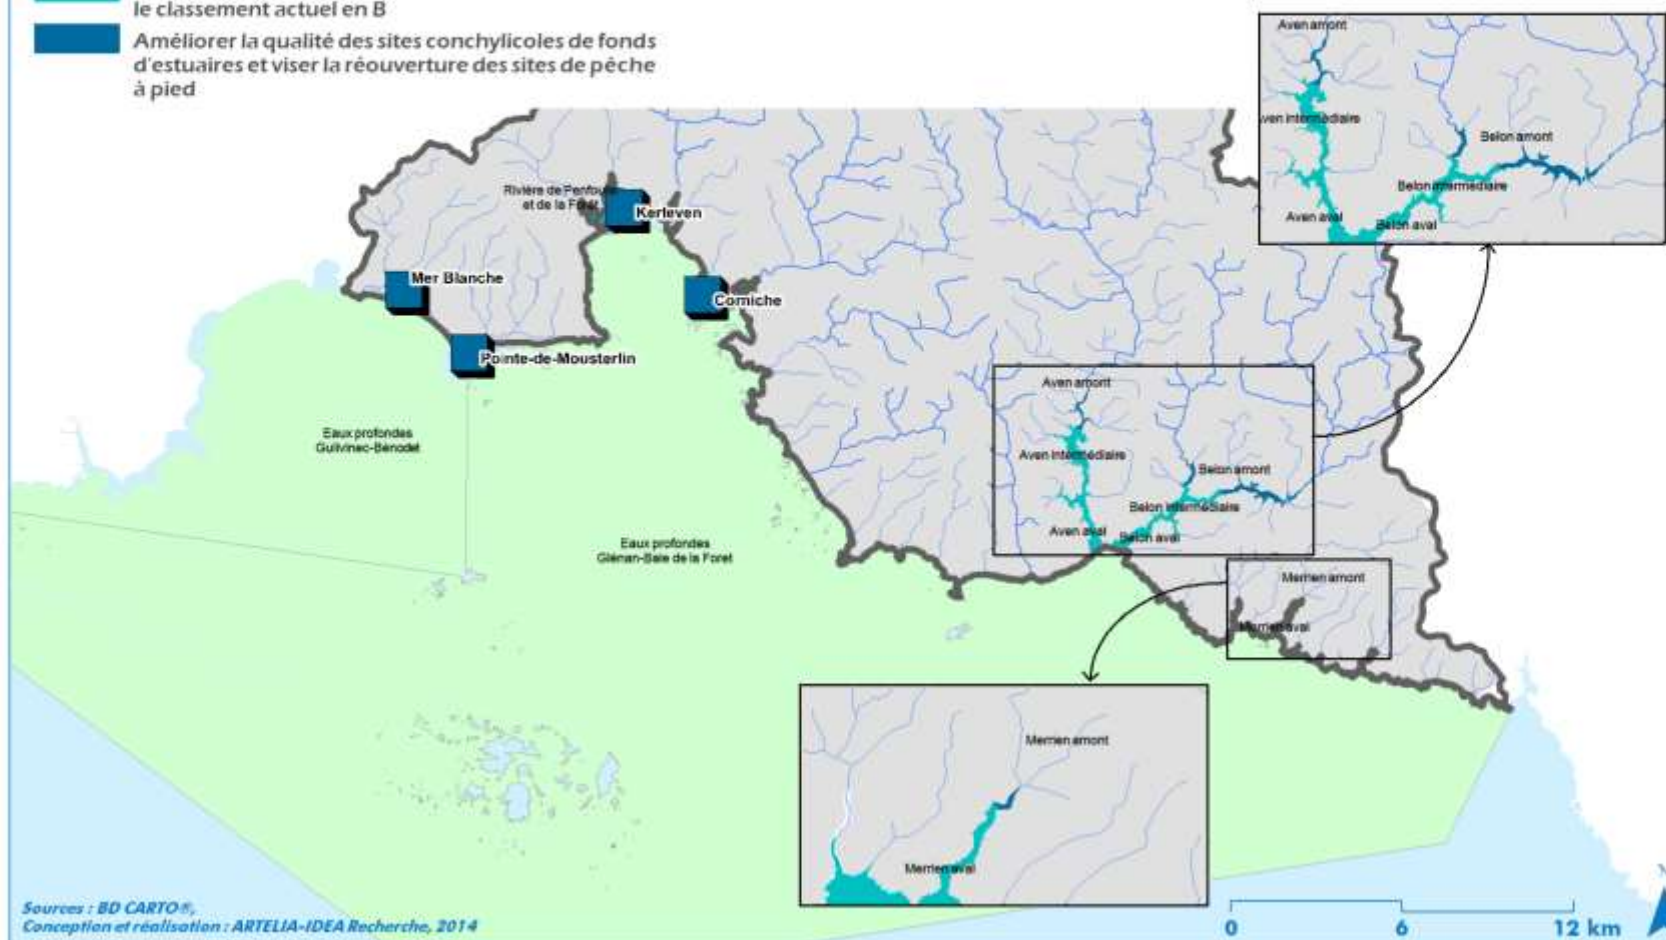 le classement actuel en B
Améliorer la qualité des sites conchylicoles de fonds
d'estuaires et viser la réouverture des sites de pêche
à pied
Aven amont
Aven intermédiaire
Belon amont
Belon intermédiaire
Aven aval
Belon aval
Rivière de Penfoulic
et de la Forêt
Kerleven
Mer Blanche
Corniche
Pointe-de-Mousterlin
Eaux profondes
Guilvinec-Bénodet
Aven amont
Aven intermédiaire
Belon amont
Belon intermédiaire
Aven aval
Belon aval
Eaux profondes
Glénan-Baie de la Foret
Merrien amont
Merrien aval
Merrien amont
Merrien aval
Sources : BD CARTO®,
Conception et réalisation : ARTELIA-IDEA Recherche, 2014
0 6 12 km